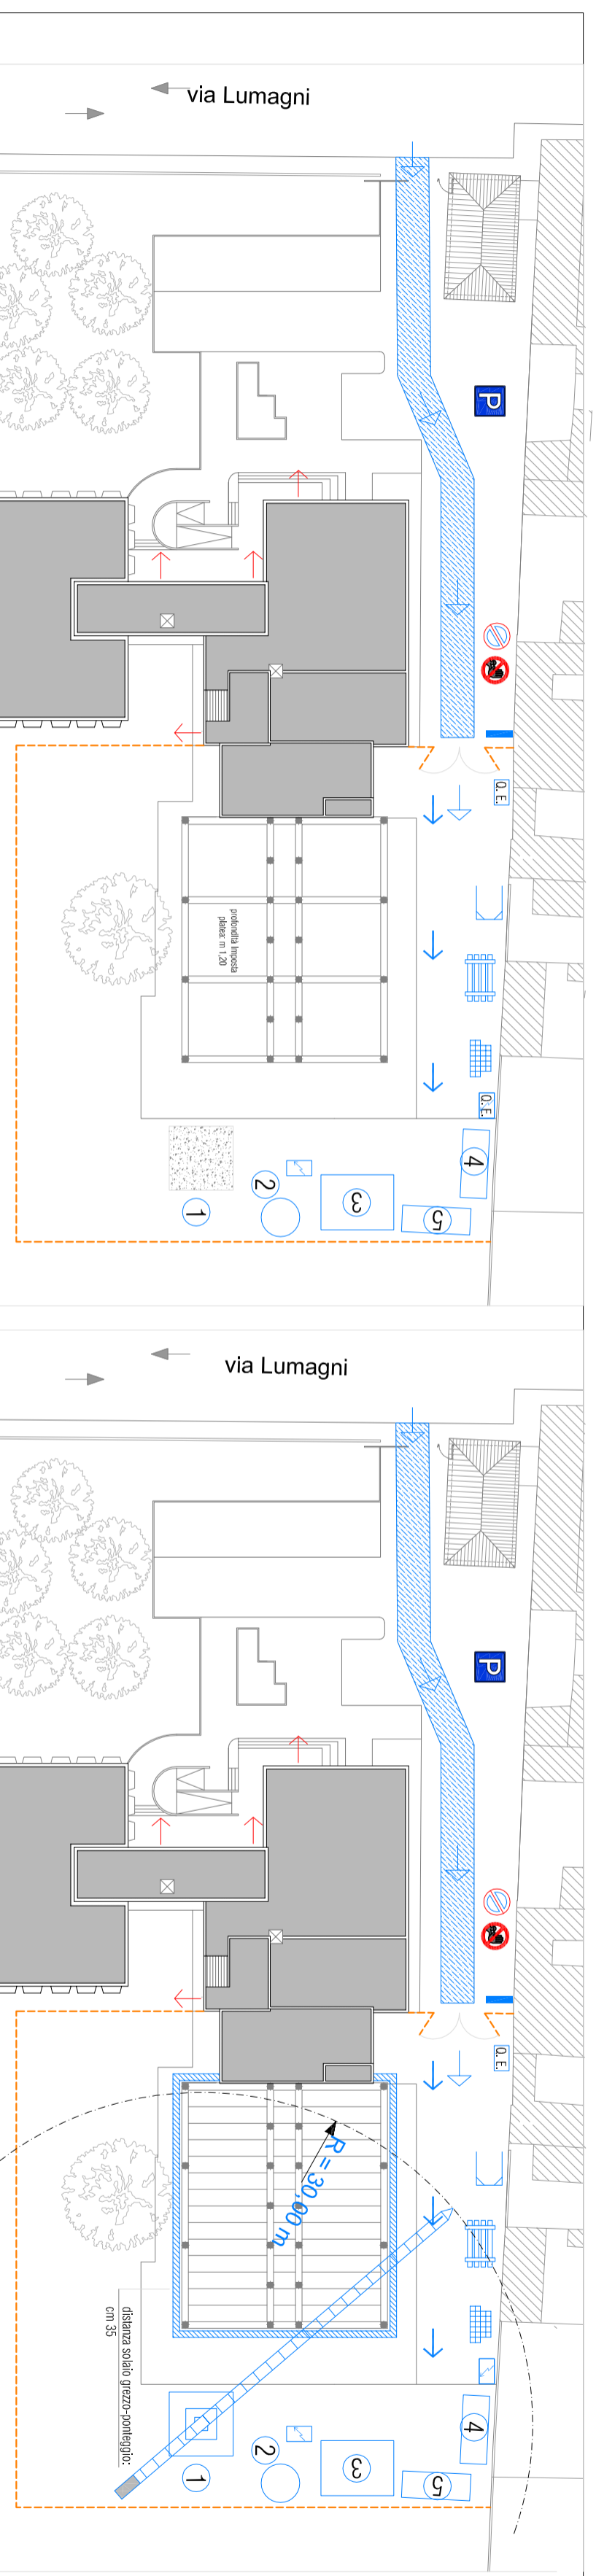 via Lumagni
P
Q. E.
profondità imposta
platea: m 1,20
Q. E.
4
2
3
1
5
via Lumagni
P
Q. E.
R = 30,00 m
distanza solaio grezzo-ponteggio:
cm 35
4
2
3
1
5